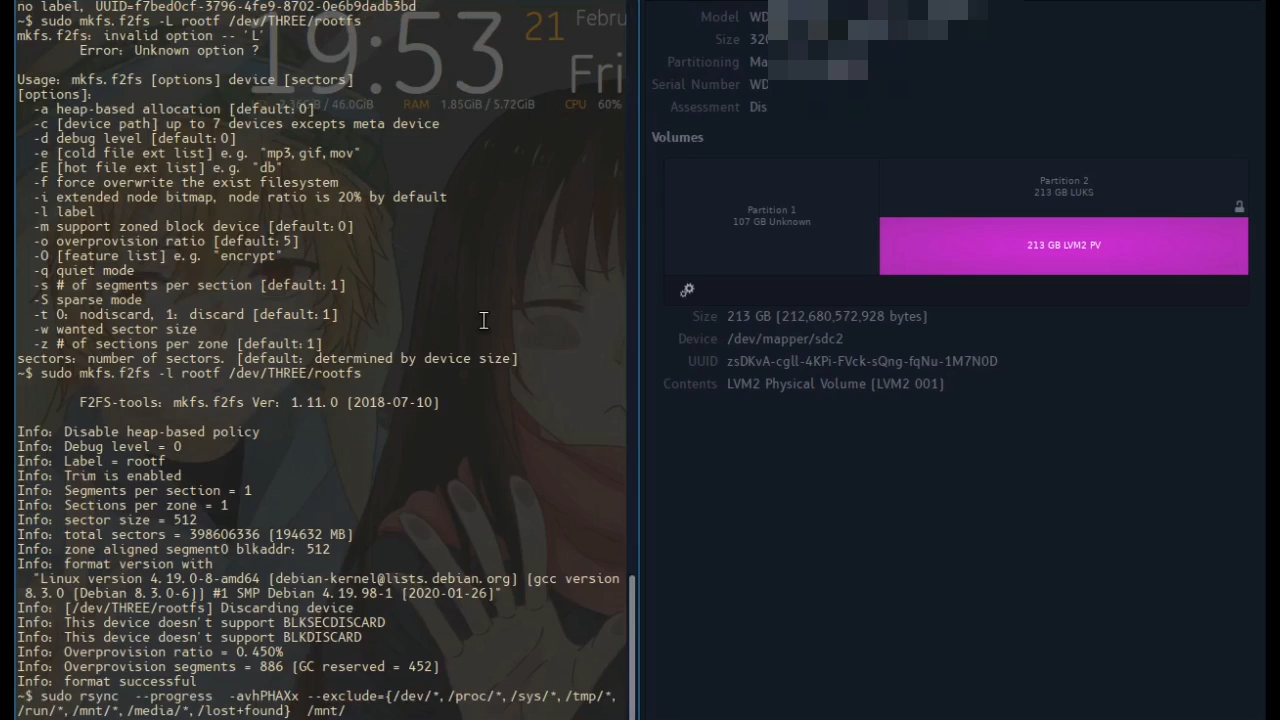 no label, UUID=f7bed0cf-3796-4fe9-8702-0e6b9dadb3bd
~$ sudo mkfs.f2fs -L rootf /dev/THREE/rootfs
mkfs.f2fs: invalid option -- 'L'
Error: Unknown option ?
Usage: mkfs.f2fs [options] device [sectors]
[options]:
-a heap-based allocation [default:0]
-c [device path] up to 7 devices excepts meta device
-d debug level [default:0]
-e [cold file ext list] e.g. "mp3,gif,mov"
-E [hot file ext list] e.g. "db"
-f force overwrite the exist filesystem
-i extended node bitmap, node ratio is 20% by default
-l label
-m support zoned block device [default:0]
-o overprovision ratio [default:5]
-O [feature list] e.g. "encrypt"
-q quiet mode
-s # of segments per section [default:1]
-S sparse mode
-t 0: nodiscard, 1: discard [default:1]
-w wanted sector size
-z # of sections per zone [default:1]
sectors: number of sectors. [default: determined by device size]
~$ sudo mkfs.f2fs -l rootf /dev/THREE/rootfs
F2FS-tools: mkfs.f2fs Ver: 1.11.0 [2018-07-10]
Info: Disable heap-based policy
Info: Debug level = 0
Info: Label = rootf
Info: Trim is enabled
Info: Segments per section = 1
Info: Sections per zone = 1
Info: sector size = 512
Info: total sectors = 398606336 [194632 MB]
Info: zone aligned segment0 blkaddr: 512
Info: format version with
"Linux version 4.19.0-8-amd64 [debian-kernel@lists.debian.org] [gcc version
8.3.0 [Debian 8.3.0-6]] #1 SMP Debian 4.19.98-1 [2020-01-26]"
Info: [/dev/THREE/rootfs] Discarding device
Info: This device doesn't support BLKSECDISCARD
Info: This device doesn't support BLKDISCARD
Info: Overprovision ratio = 0.450%
Info: Overprovision segments = 886 [GC reserved = 452]
Info: format successful
~$ sudo rsync  --progress  -avhPHAXx --exclude={/dev/*,/proc/*,/sys/*,/tmp/*,
/run/*,/mnt/*,/media/*,/lost+found}  /mnt/
19:53
21 Febru
Fri
46.0GB RAM 1.85GiB / 5.72GiB CPU 60%
Model WD
Size 320
Partitioning Ma
Serial Number WD
Assessment Dis
Volumes
Partition 1
107 GB Unknown
Partition 2
213 GB LUKS
213 GB LVM2 PV
Size 213 GB [212,680,572,928 bytes]
Device /dev/mapper/sdc2
UUID zsDKvA-cgll-4KPi-FVck-sQng-fqNu-1M7N0D
Contents LVM2 Physical Volume [LVM2 001]